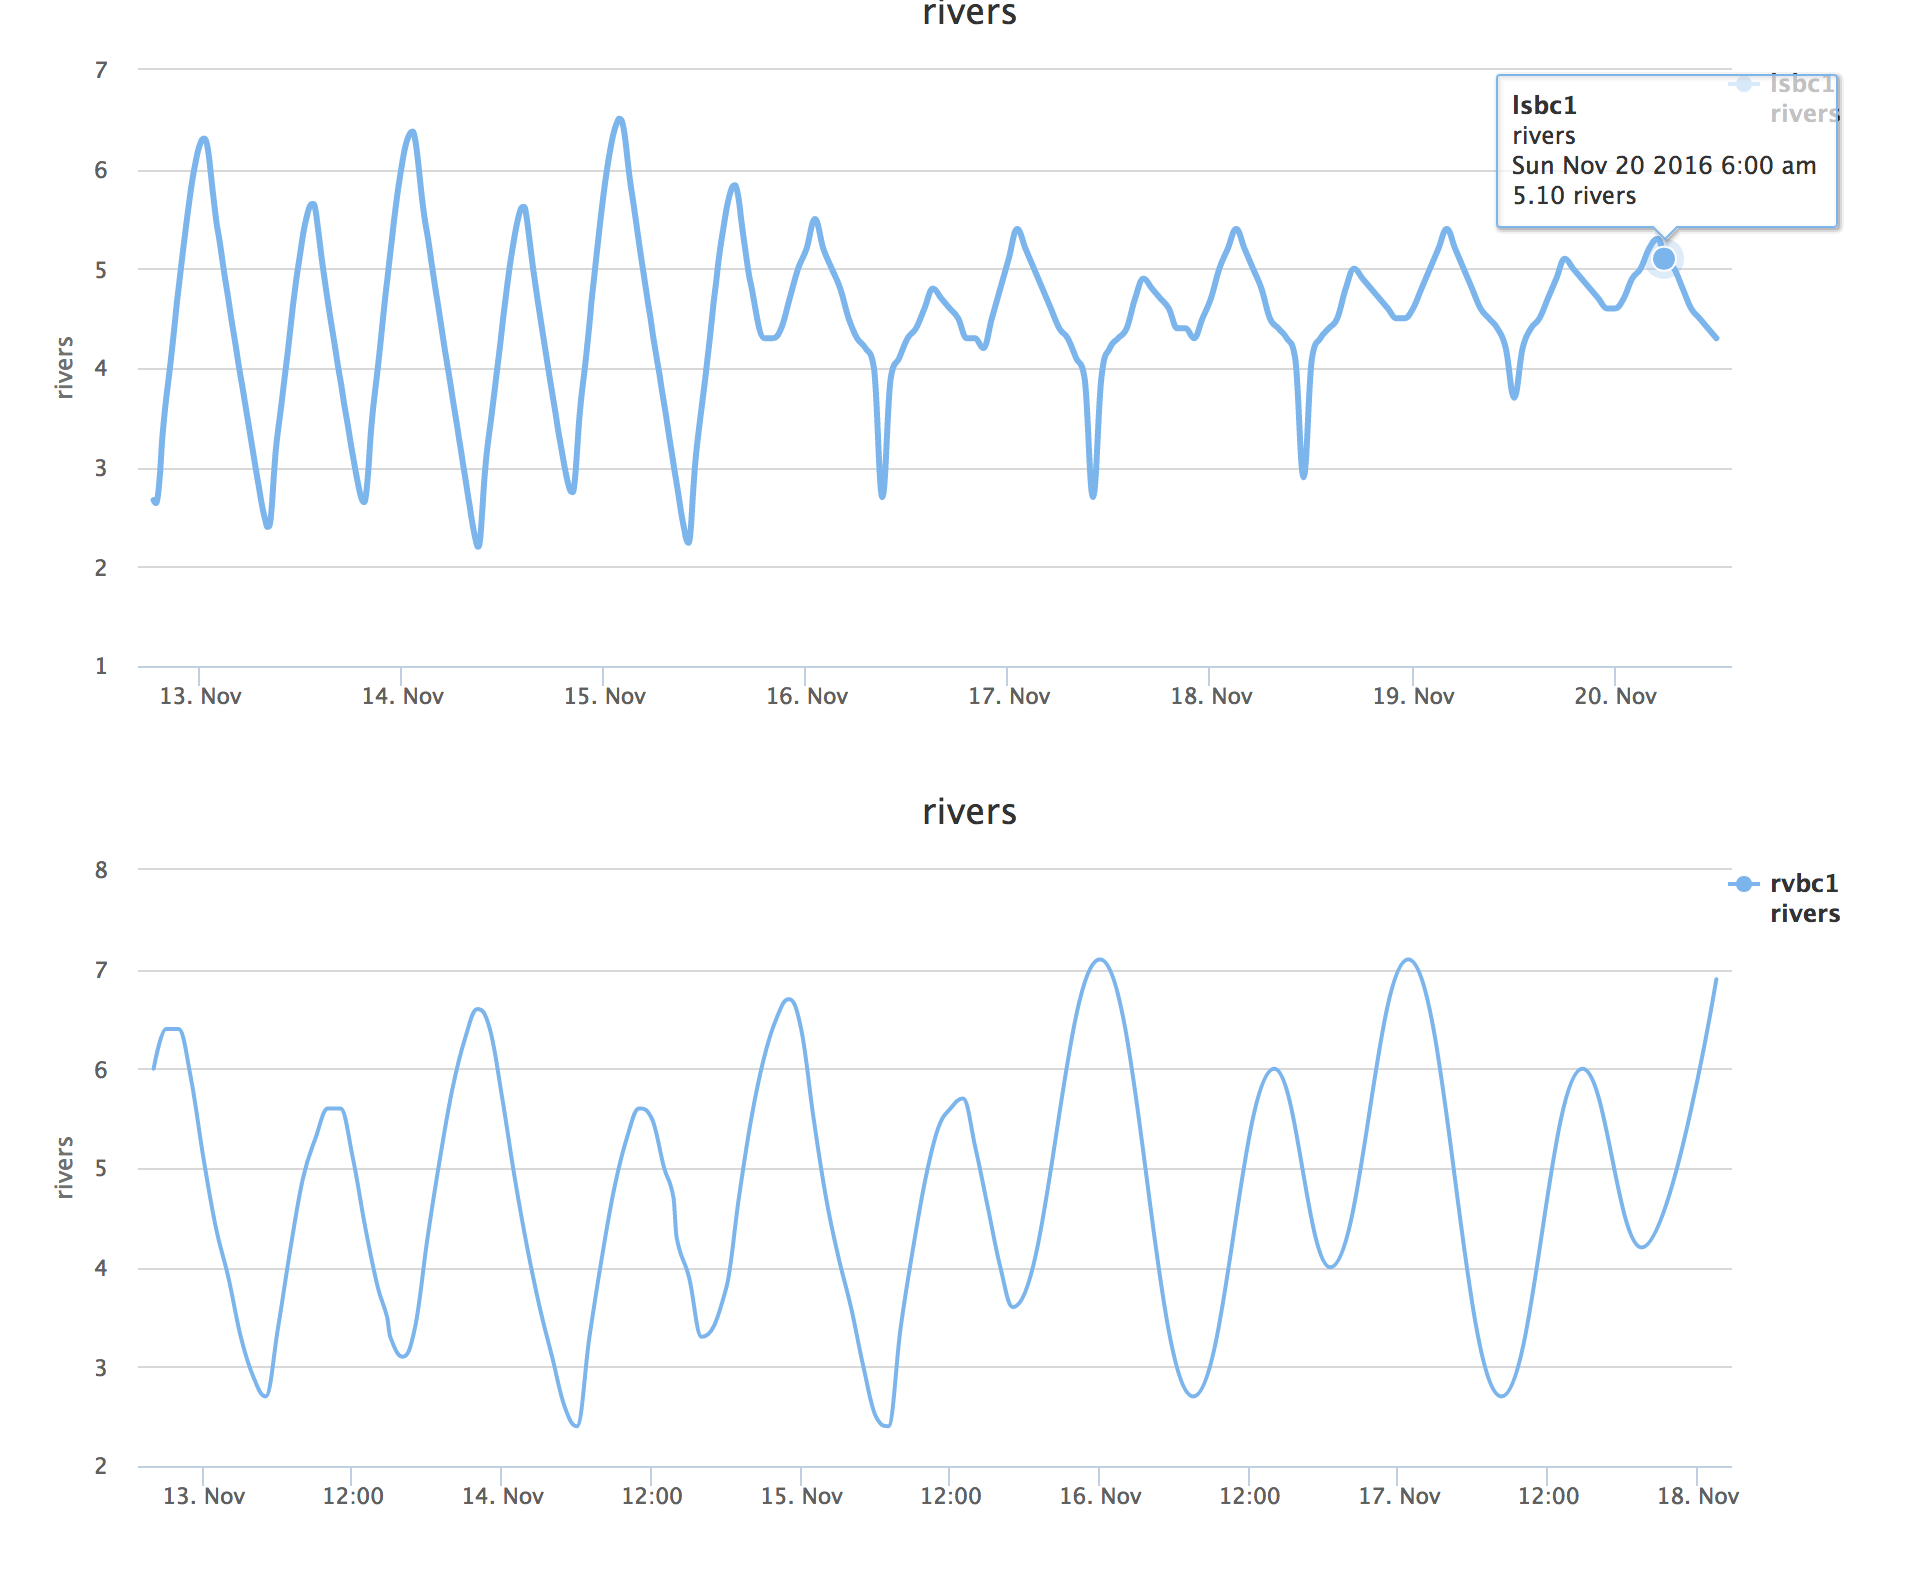 rivers
7
6
5
4
3
2
1
rivers
lsbc1
rivers
lsbc1
rivers
Sun Nov 20 2016 6:00 am
5.10 rivers
13. Nov
14. Nov
15. Nov
16. Nov
17. Nov
18. Nov
19. Nov
20. Nov
rivers
8
7
6
5
4
3
2
rivers
rvbc1
rivers
13. Nov
12:00
14. Nov
12:00
15. Nov
12:00
16. Nov
12:00
17. Nov
12:00
18. Nov